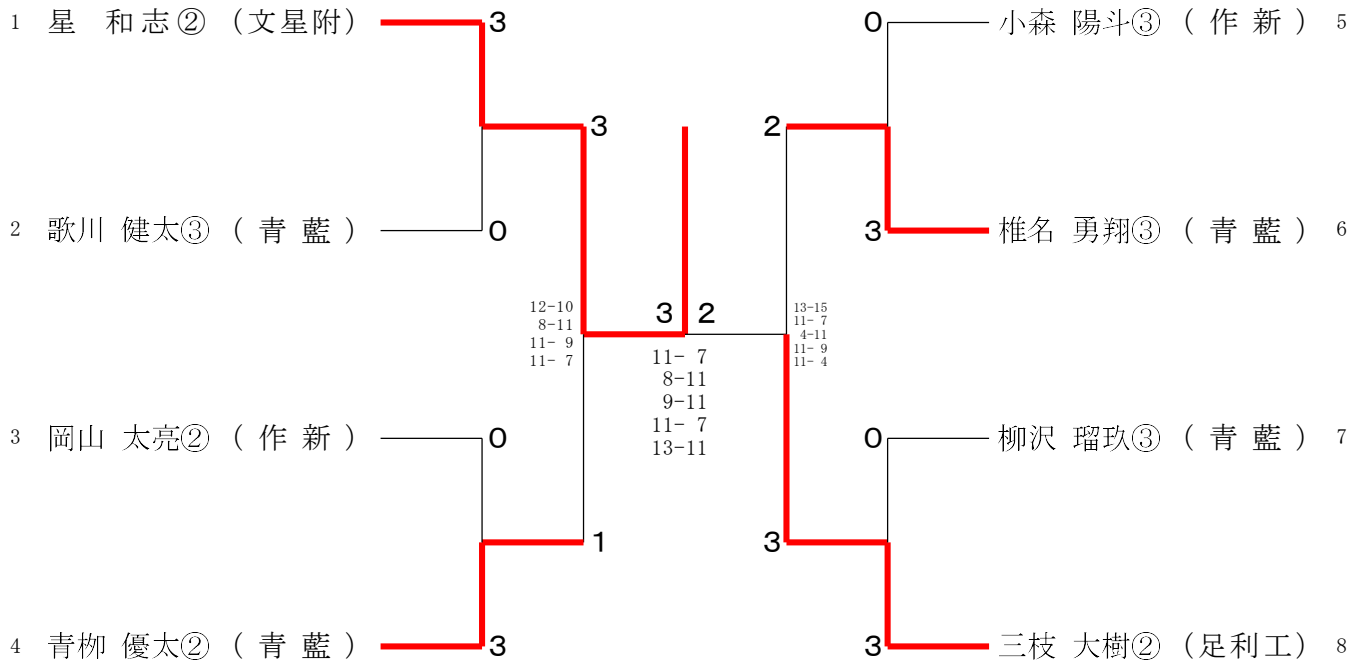 1 星 和志② (文星附) 3
0 小森 陽斗③ ( 作 新 ) 5
3
2
2 歌川 健太③ ( 青 藍 ) 0
3 椎名 勇翔③ ( 青 藍 ) 6
12-10
8-11
11- 9
11- 7
3 2
11- 7
8-11
9-11
11- 7
13-11
13-15
11- 7
4-11
11- 9
11- 4
3 岡山 太亮② ( 作 新 ) 0
0 柳沢 瑠玖③ ( 青 藍 ) 7
1
3
4 青栁 優太② ( 青 藍 ) 3
3 三枝 大樹② (足利工) 8